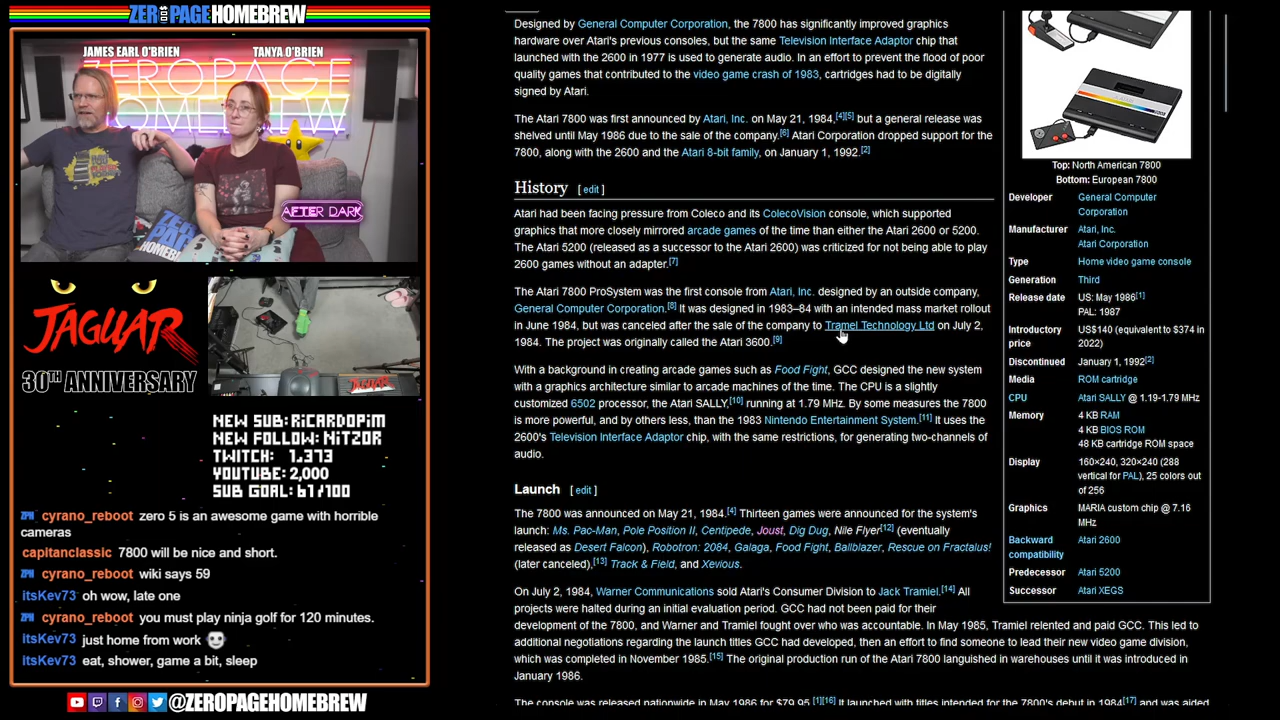 ZEROPAGEHOMEBREW
JAMES EARL O'BRIEN
TANYA O'BRIEN
ZEROPAGE
HOMEBREW
AFTER DARK
JAGUAR
30TH ANNIVERSARY
NEW SUB: RICARDOPIM
NEW FOLLOW: NITZOR
TWITCH: 1,373
YOUTUBE: 2,000
SUB GOAL: 67/100
cyrano_reboot zero 5 is an awesome game with horrible
cameras
capitanclassic 7800 will be nice and short.
cyrano_reboot wiki says 59
itsKev73 oh wow, late one
cyrano_reboot you must play ninja golf for 120 minutes.
itsKev73 just home from work
itsKev73 eat, shower, game a bit, sleep
@ZEROPAGEHOMEBREW
Designed by General Computer Corporation, the 7800 has significantly improved graphics
hardware over Atari's previous consoles, but the same Television Interface Adaptor chip that
launched with the 2600 in 1977 is used to generate audio. In an effort to prevent the flood of poor
quality games that contributed to the video game crash of 1983, cartridges had to be digitally
signed by Atari.
The Atari 7800 was first announced by Atari, Inc. on May 21, 1984,[4][5] but a general release was
shelved until May 1986 due to the sale of the company.[6] Atari Corporation dropped support for the
7800, along with the 2600 and the Atari 8-bit family, on January 1, 1992.[2]
History [ edit ]
Atari had been facing pressure from Coleco and its ColecoVision console, which supported
graphics that more closely mirrored arcade games of the time than either the Atari 2600 or 5200.
The Atari 5200 (released as a successor to the Atari 2600) was criticized for not being able to play
2600 games without an adapter.[7]
The Atari 7800 ProSystem was the first console from Atari, Inc. designed by an outside company,
General Computer Corporation.[8] It was designed in 1983–84 with an intended mass market rollout
in June 1984, but was canceled after the sale of the company to Tramel Technology Ltd on July 2,
1984. The project was originally called the Atari 3600.[9]
With a background in creating arcade games such as Food Fight, GCC designed the new system
with a graphics architecture similar to arcade machines of the time. The CPU is a slightly
customized 6502 processor, the Atari SALLY,[10] running at 1.79 MHz. By some measures the 7800
is more powerful, and by others less, than the 1983 Nintendo Entertainment System.[11] It uses the
2600's Television Interface Adaptor chip, with the same restrictions, for generating two-channels of
audio.
Launch [ edit ]
The 7800 was announced on May 21, 1984.[4] Thirteen games were announced for the system's
launch: Ms. Pac-Man, Pole Position II, Centipede, Joust, Dig Dug, Nile Flyer[12] (eventually
released as Desert Falcon), Robotron: 2084, Galaga, Food Fight, Ballblazer, Rescue on Fractalus!
(later canceled),[13] Track & Field, and Xevious.
On July 2, 1984, Warner Communications sold Atari's Consumer Division to Jack Tramiel.[14] All
projects were halted during an initial evaluation period. GCC had not been paid for their
development of the 7800, and Warner and Tramiel fought over who was accountable. In May 1985, Tramiel relented and paid GCC. This led to
additional negotiations regarding the launch titles GCC had developed, then an effort to find someone to lead their new video game division,
which was completed in November 1985.[15] The original production run of the Atari 7800 languished in warehouses until it was introduced in
January 1986.
The console was released nationwide in May 1986 for $79.95.[1][16] It launched with titles intended for the 7800's debut in 1984[17] and was aided
Top: North American 7800
Bottom: European 7800
Developer General Computer
Corporation
Manufacturer Atari, Inc.
Atari Corporation
Type Home video game console
Generation Third
Release date US: May 1986[1]
PAL: 1987
Introductory price US$140 (equivalent to $374 in
2022)
Discontinued January 1, 1992[2]
Media ROM cartridge
CPU Atari SALLY @ 1.19-1.79 MHz
Memory 4 KB RAM
4 KB BIOS ROM
48 KB cartridge ROM space
Display 160×240, 320×240 (288
vertical for PAL), 25 colors out
of 256
Graphics MARIA custom chip @ 7.16
MHz
Backward compatibility Atari 2600
Predecessor Atari 5200
Successor Atari XEGS